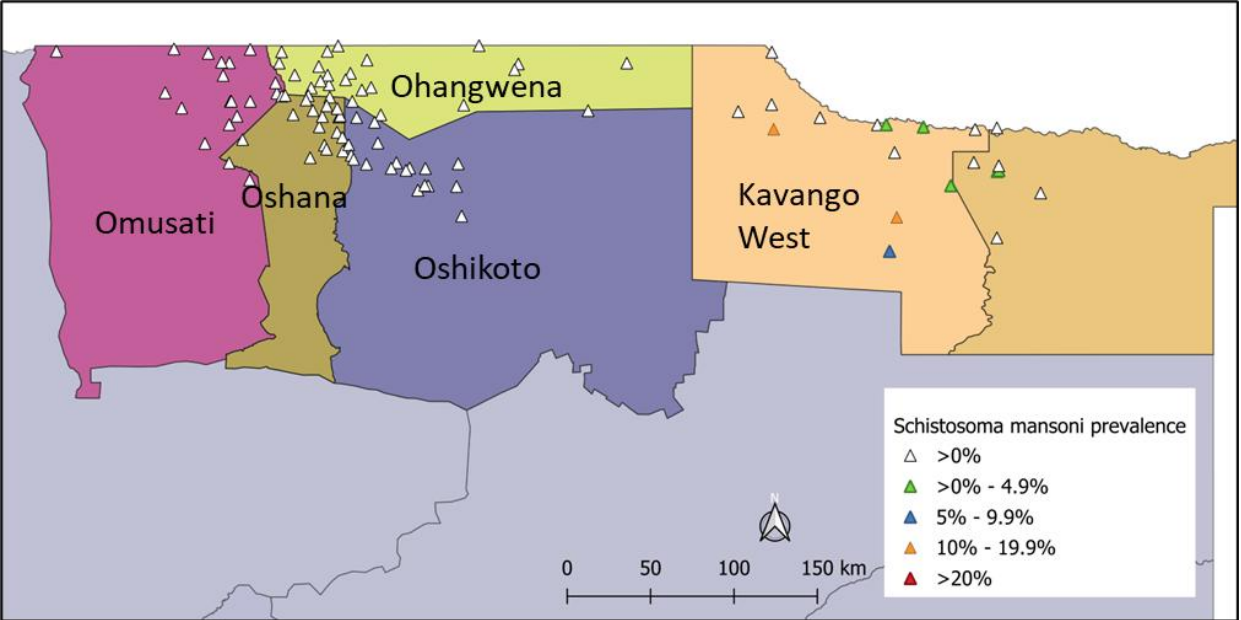 Ohangwena
Oshana
Omusati
Kavango
West
Oshikoto
Schistosoma mansoni prevalence
>0%
>0% - 4.9%
5% - 9.9%
10% - 19.9%
>20%
N
0 50 100 150 km